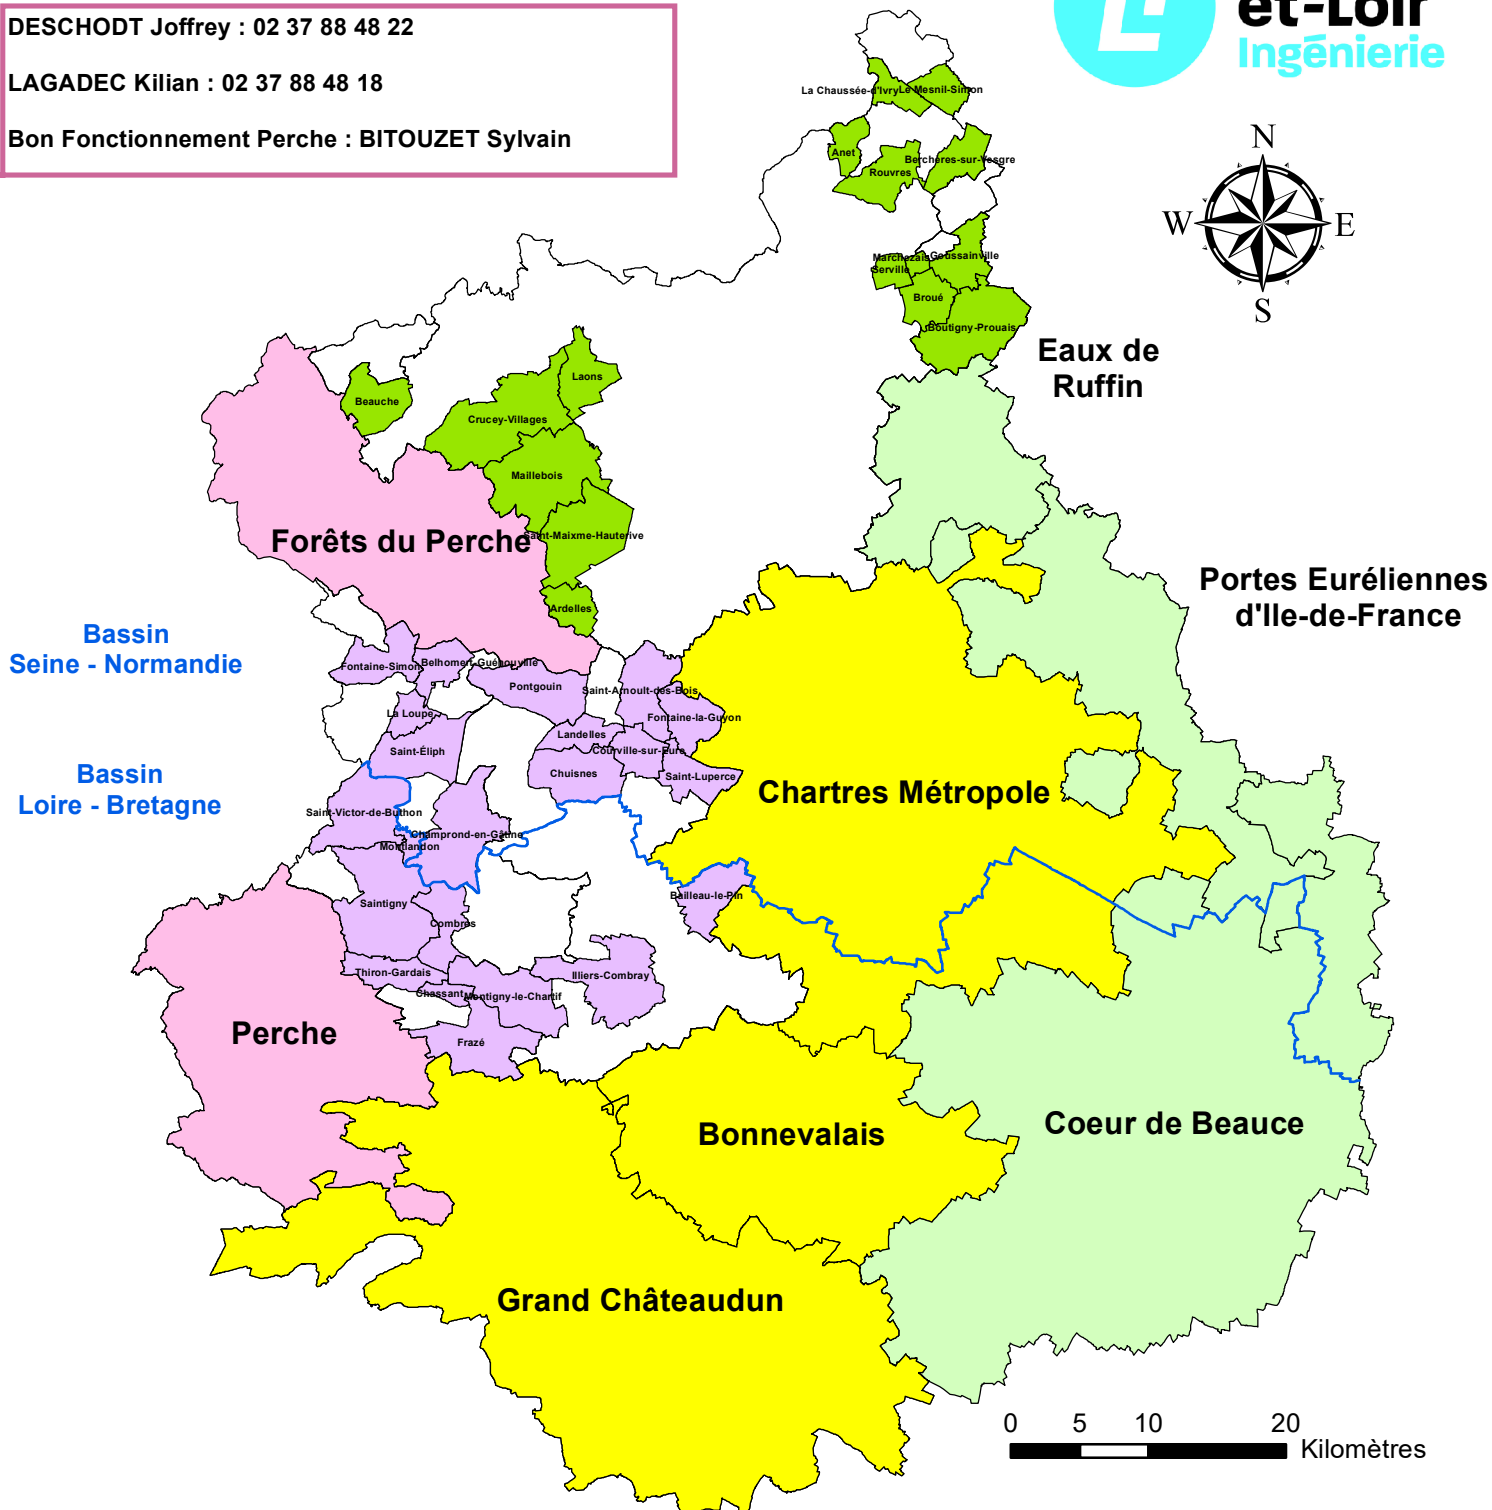 DESCHODT Joffrey : 02 37 88 48 22
LAGADEC Kilian : 02 37 88 48 18
Bon Fonctionnement Perche : BITOUZET Sylvain
et-Loir
Ingénierie
N
W
E
S
La Chaussée-d'Ivry
Le Mesnil-Simon
Anet
Rouvres
Berchères-sur-Vesgre
Marchezais
Goussainville
Serville
Broué
Boutigny-Prouais
Eaux de
Ruffin
Laons
Beauche
Crucey-Villages
Maillebois
Saint-Maixme-Hauterive
Forêts du Perche
Ardelles
Portes Euréliennes
d'Ile-de-France
Bassin
Seine - Normandie
Fontaine-Simon
Belhomert-Guéhouville
Pontgouin
Saint-Arnoult-des-Bois
La Loupe
Fontaine-la-Guyon
Landelles
Saint-Éliph
Courville-sur-Eure
Chuisnes
Saint-Luperce
Bassin
Loire - Bretagne
Chartres Métropole
Saint-Victor-de-Buthon
Champrond-en-Gâtine
Montlandon
Saintigny
Bailleau-le-Pin
Combres
Thiron-Gardais
Illiers-Combray
Chassant
Montigny-le-Chartif
Perche
Frazé
Bonnevalais
Coeur de Beauce
Grand Châteaudun
0 5 10 20
Kilomètres